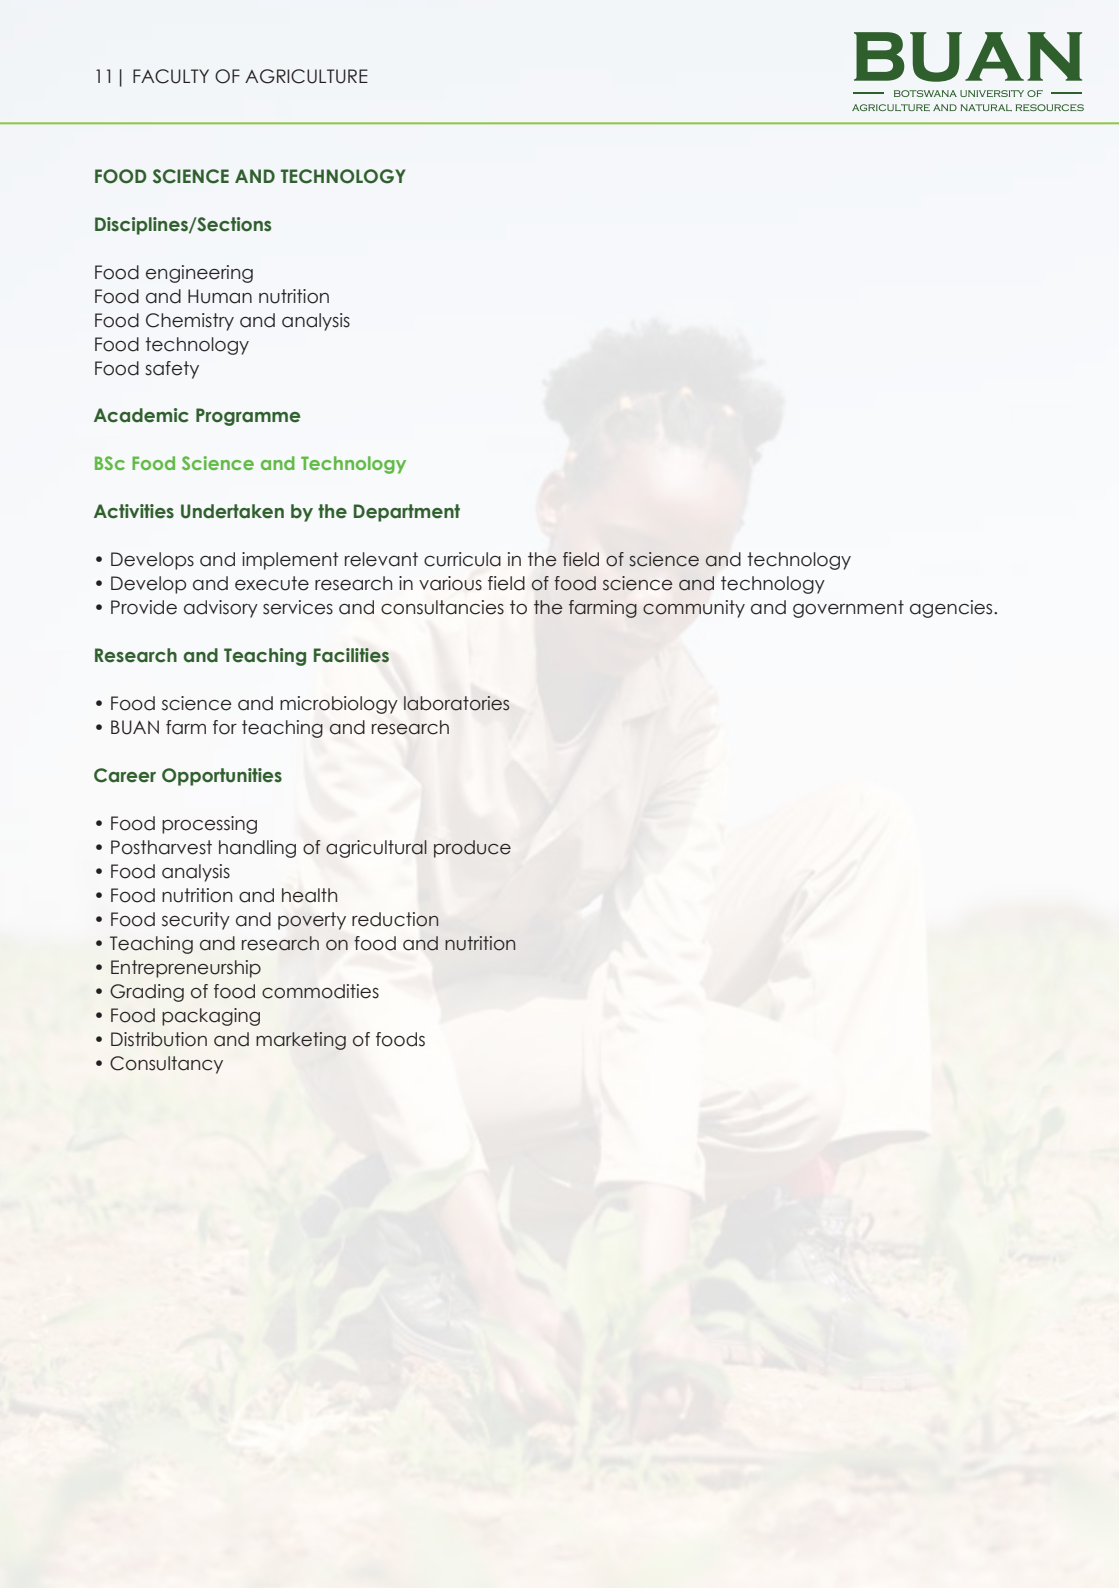 11| FACULTY OF AGRICULTURE
BUAN
BOTSWANA UNIVERSITY OF
AGRICULTURE AND NATURAL RESOURCES
FOOD SCIENCE AND TECHNOLOGY
Disciplines/Sections
Food engineering
Food and Human nutrition
Food Chemistry and analysis
Food technology
Food safety
Academic Programme
BSc Food Science and Technology
Activities Undertaken by the Department
• Develops and implement relevant curricula in the field of science and technology
• Develop and execute research in various field of food science and technology
• Provide advisory services and consultancies to the farming community and government agencies.
Research and Teaching Facilities
• Food science and microbiology laboratories
• BUAN farm for teaching and research
Career Opportunities
• Food processing
• Postharvest handling of agricultural produce
• Food analysis
• Food nutrition and health
• Food security and poverty reduction
• Teaching and research on food and nutrition
• Entrepreneurship
• Grading of food commodities
• Food packaging
• Distribution and marketing of foods
• Consultancy